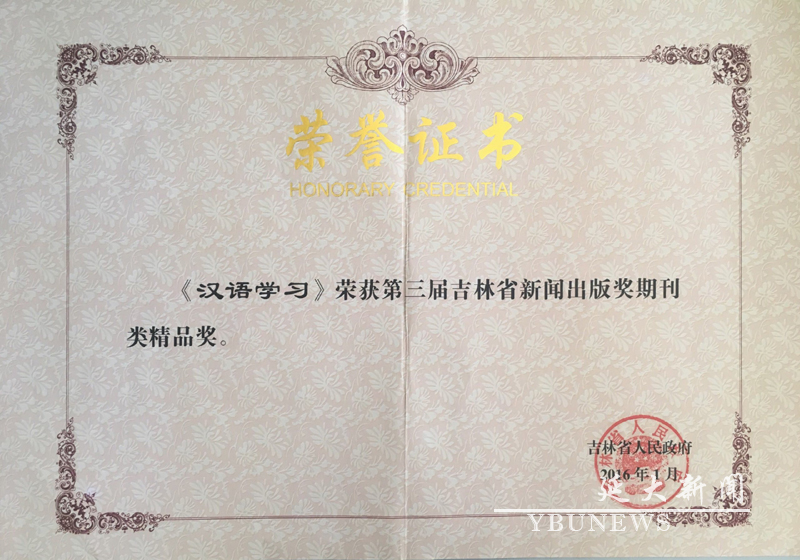 荣誉证书
HONORARY CREDENTIAL
《汉语学习》荣获第三届吉林省新闻出版奖期刊
类精品奖。
吉林省人民政府
2016年1月
延大新闻
YBUNEWS